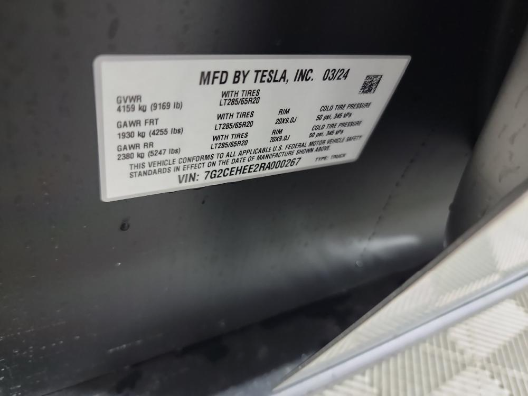 MFD BY TESLA, INC. 03/24
GVWR WITH TIRES
4159 kg (9169 lb) LT285/65R20
GAWR FRT WITH TIRES RIM COLD TIRE PRESSURE
1930 kg (4255 lbs) LT285/65R20 20X9.0J 50 psi, 345 kPa
GAWR RR WITH TIRES RIM COLD TIRE PRESSURE
2380 kg (5247 lbs) LT285/65R20 20X9.0J 50 psi, 345 kPa
THIS VEHICLE CONFORMS TO ALL APPLICABLE U.S. FEDERAL MOTOR VEHICLE SAFETY
STANDARDS IN EFFECT ON THE DATE OF MANUFACTURE SHOWN ABOVE.
VIN: 7G2CEHEE2RA000267 TYPE: TRUCK